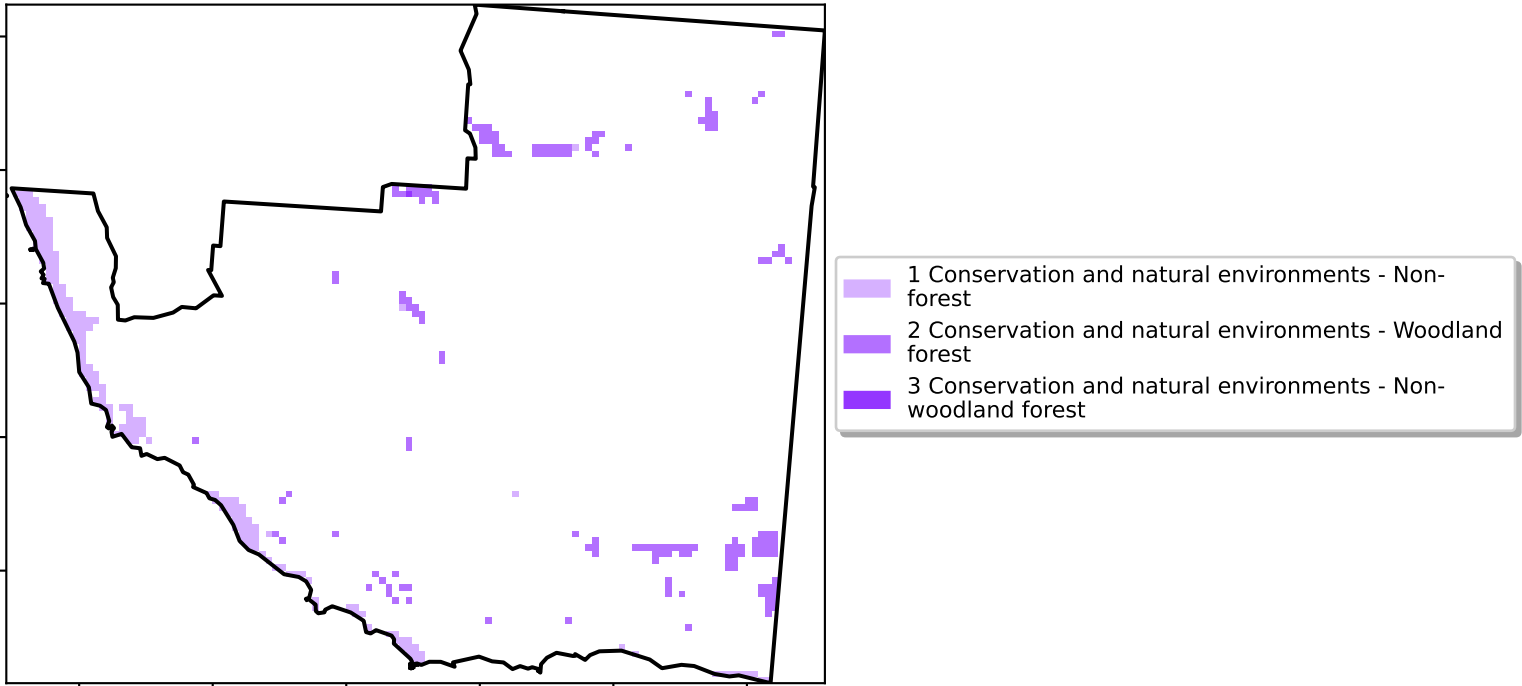 1 Conservation and natural environments - Non-
forest
2 Conservation and natural environments - Woodland
forest
3 Conservation and natural environments - Non-
woodland forest